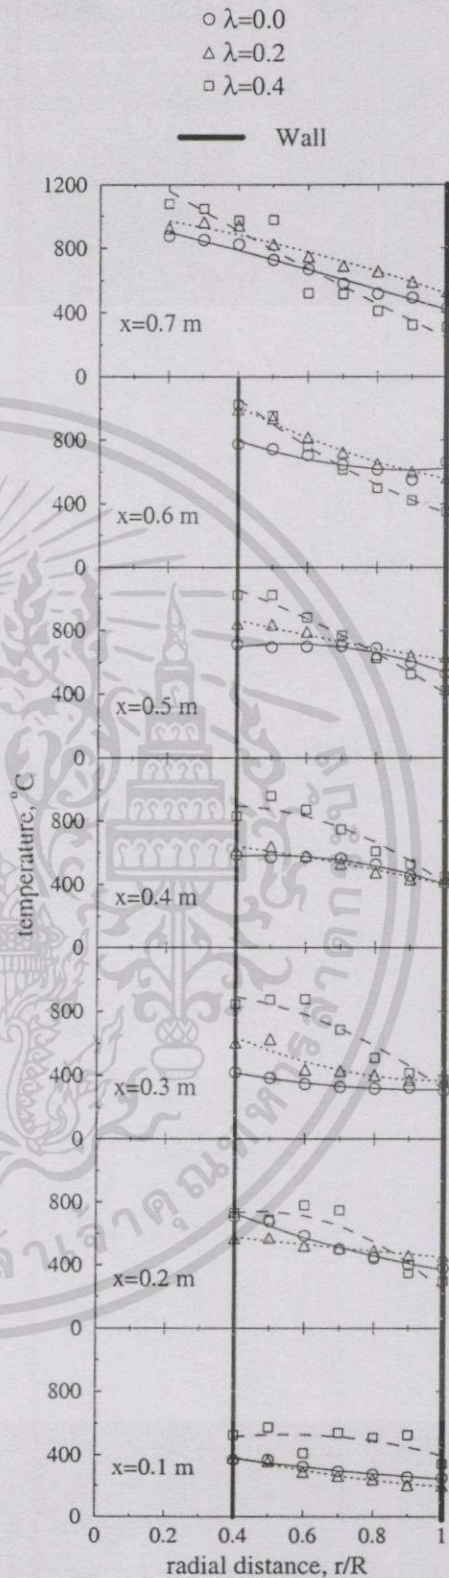 λ=0.0
λ=0.2
λ=0.4
Wall
1200
800
400
0
x=0.7 m
800
400
0
x=0.6 m
800
400
0
x=0.5 m
800
400
0
x=0.4 m
800
400
0
x=0.3 m
800
400
0
x=0.2 m
800
400
0
x=0.1 m
temperature, °C
0 0.2 0.4 0.6 0.8 1
radial distance, r/R